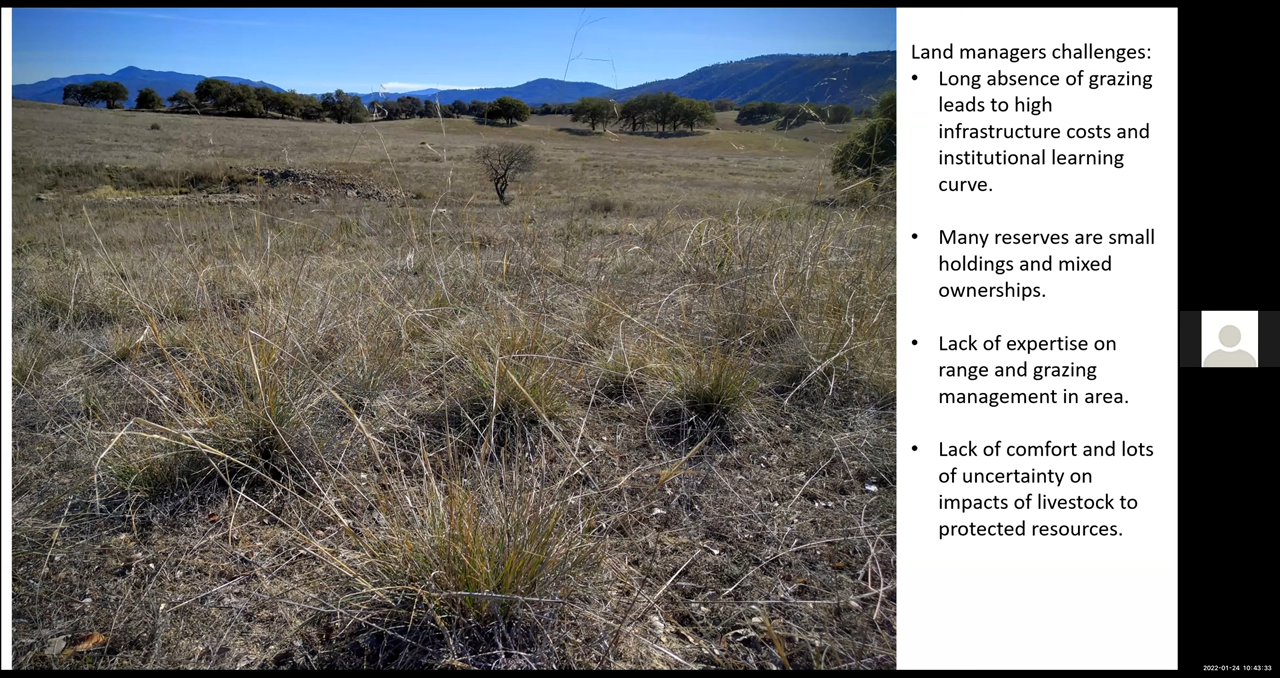 Land managers challenges:
• Long absence of grazing
leads to high
infrastructure costs and
institutional learning
curve.
• Many reserves are small
holdings and mixed
ownerships.
• Lack of expertise on
range and grazing
management in area.
• Lack of comfort and lots
of uncertainty on
impacts of livestock to
protected resources.
2022-01-24 10:43:33